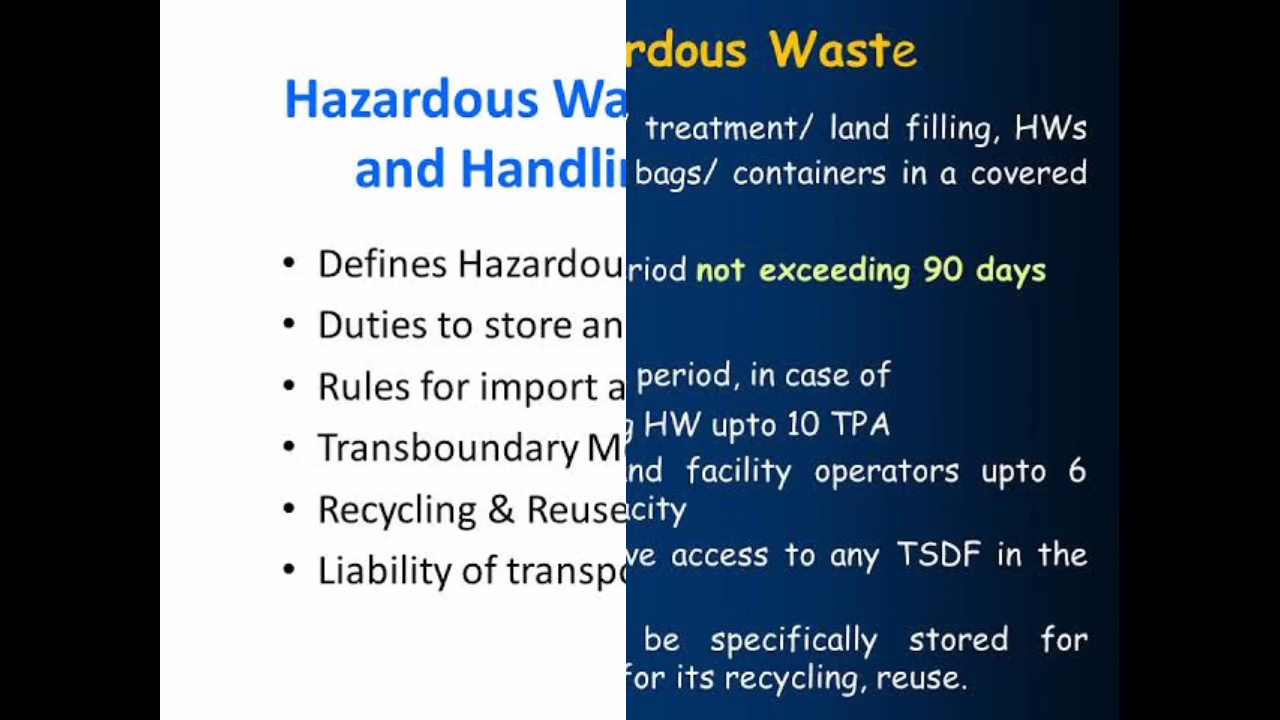 Hazardous Wa
and Handli
• Defines Hazardou
• Duties to store an
• Rules for import a
• Transboundary M
• Recycling & Reuse
• Liability of transpo
rdous Waste
treatment/ land filling, HWs
bags/ containers in a covered
riod not exceeding 90 days
period, in case of
g HW upto 10 TPA
nd facility operators upto 6
city
ve access to any TSDF in the
be specifically stored for
for its recycling, reuse.